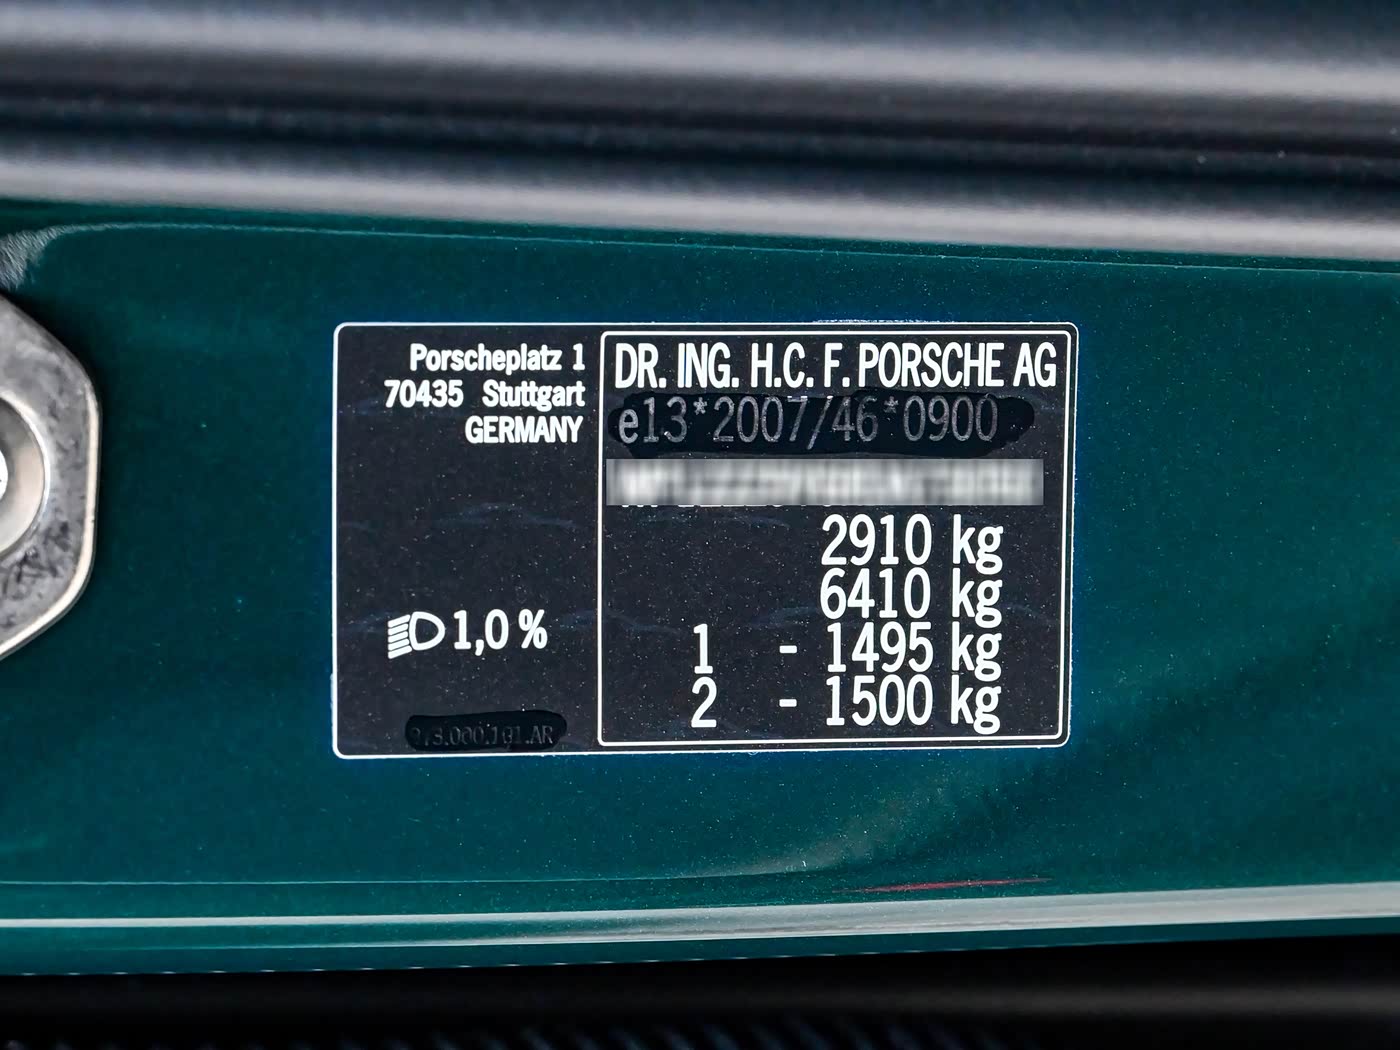 Porscheplatz 1
70435 Stuttgart
GERMANY
1,0 %
DR. ING. H.C. F. PORSCHE AG
e13*2007/46*0900
2910 kg
6410 kg
1 - 1495 kg
2 - 1500 kg